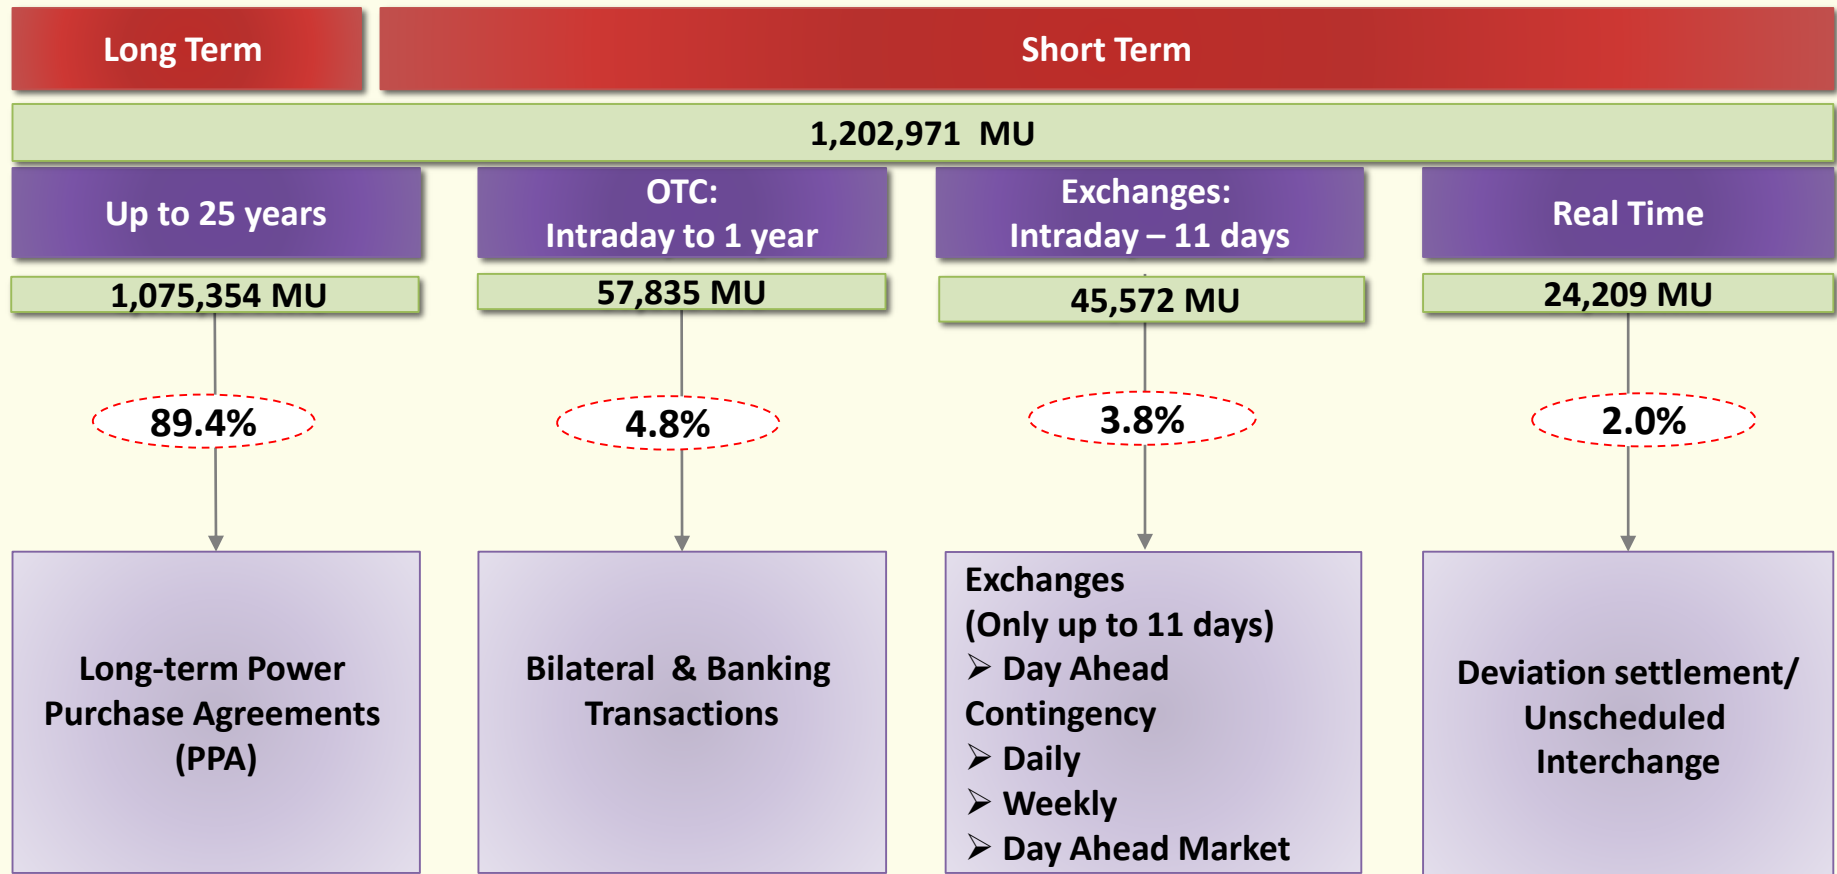 Long Term
Short Term
1,202,971 MU
Up to 25 years
OTC:
Intraday to 1 year
Exchanges:
Intraday – 11 days
Real Time
1,075,354 MU
57,835 MU
45,572 MU
24,209 MU
89.4%
4.8%
3.8%
2.0%
Long-term Power
Purchase Agreements
(PPA)
Bilateral & Banking
Transactions
Exchanges
(Only up to 11 days)
➢ Day Ahead
Contingency
➢ Daily
➢ Weekly
➢ Day Ahead Market
Deviation settlement/
Unscheduled
Interchange